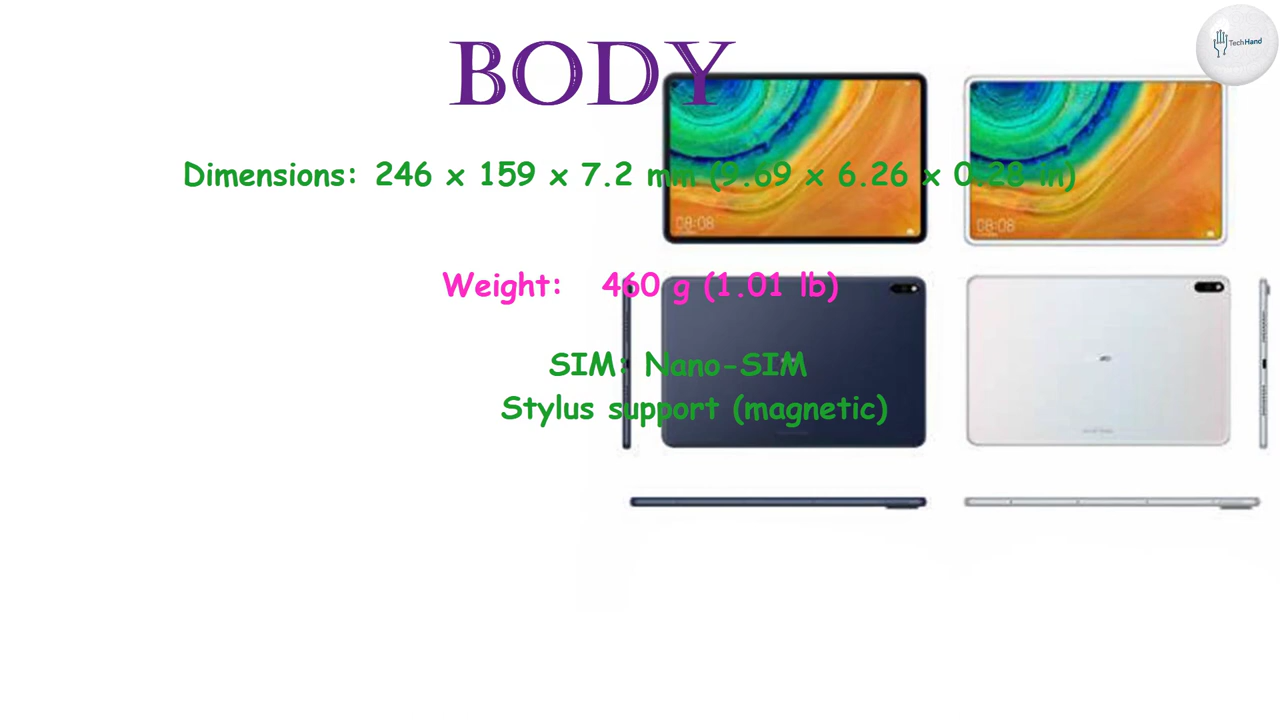 BODY
TechHand
Dimensions: 246 x 159 x 7.2 mm (9.69 x 6.26 x 0.28 in)
08:08
08:08
Weight: 460 g (1.01 lb)
SIM: Nano-SIM
Stylus support (magnetic)